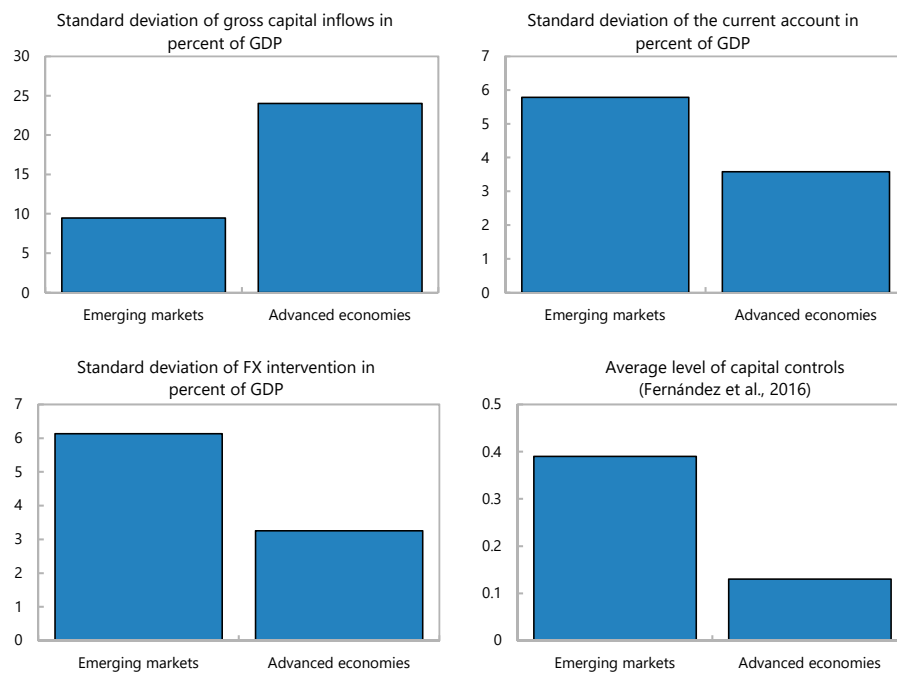 Standard deviation of gross capital inflows in
percent of GDP
30
25
20
15
10
5
0
Emerging markets
Advanced economies
Standard deviation of the current account in
percent of GDP
7
6
5
4
3
2
1
0
Emerging markets
Advanced economies
Standard deviation of FX intervention in
percent of GDP
7
6
5
4
3
2
1
0
Emerging markets
Advanced economies
Average level of capital controls
(Fernández et al., 2016)
0.5
0.4
0.3
0.2
0.1
0
Emerging markets
Advanced economies